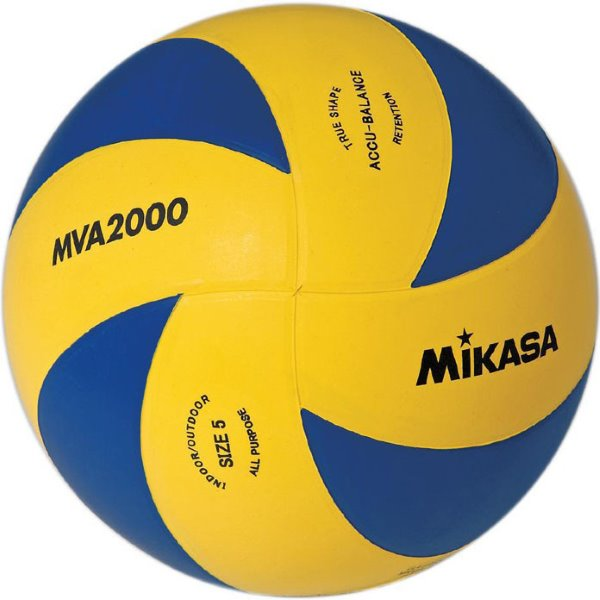 TRUE SHAPE
ACCU-BALANCE
RETENTION
MVA2000
MIKASA
INDOOR/OUTDOOR
SIZE 5
ALL PURPOSE